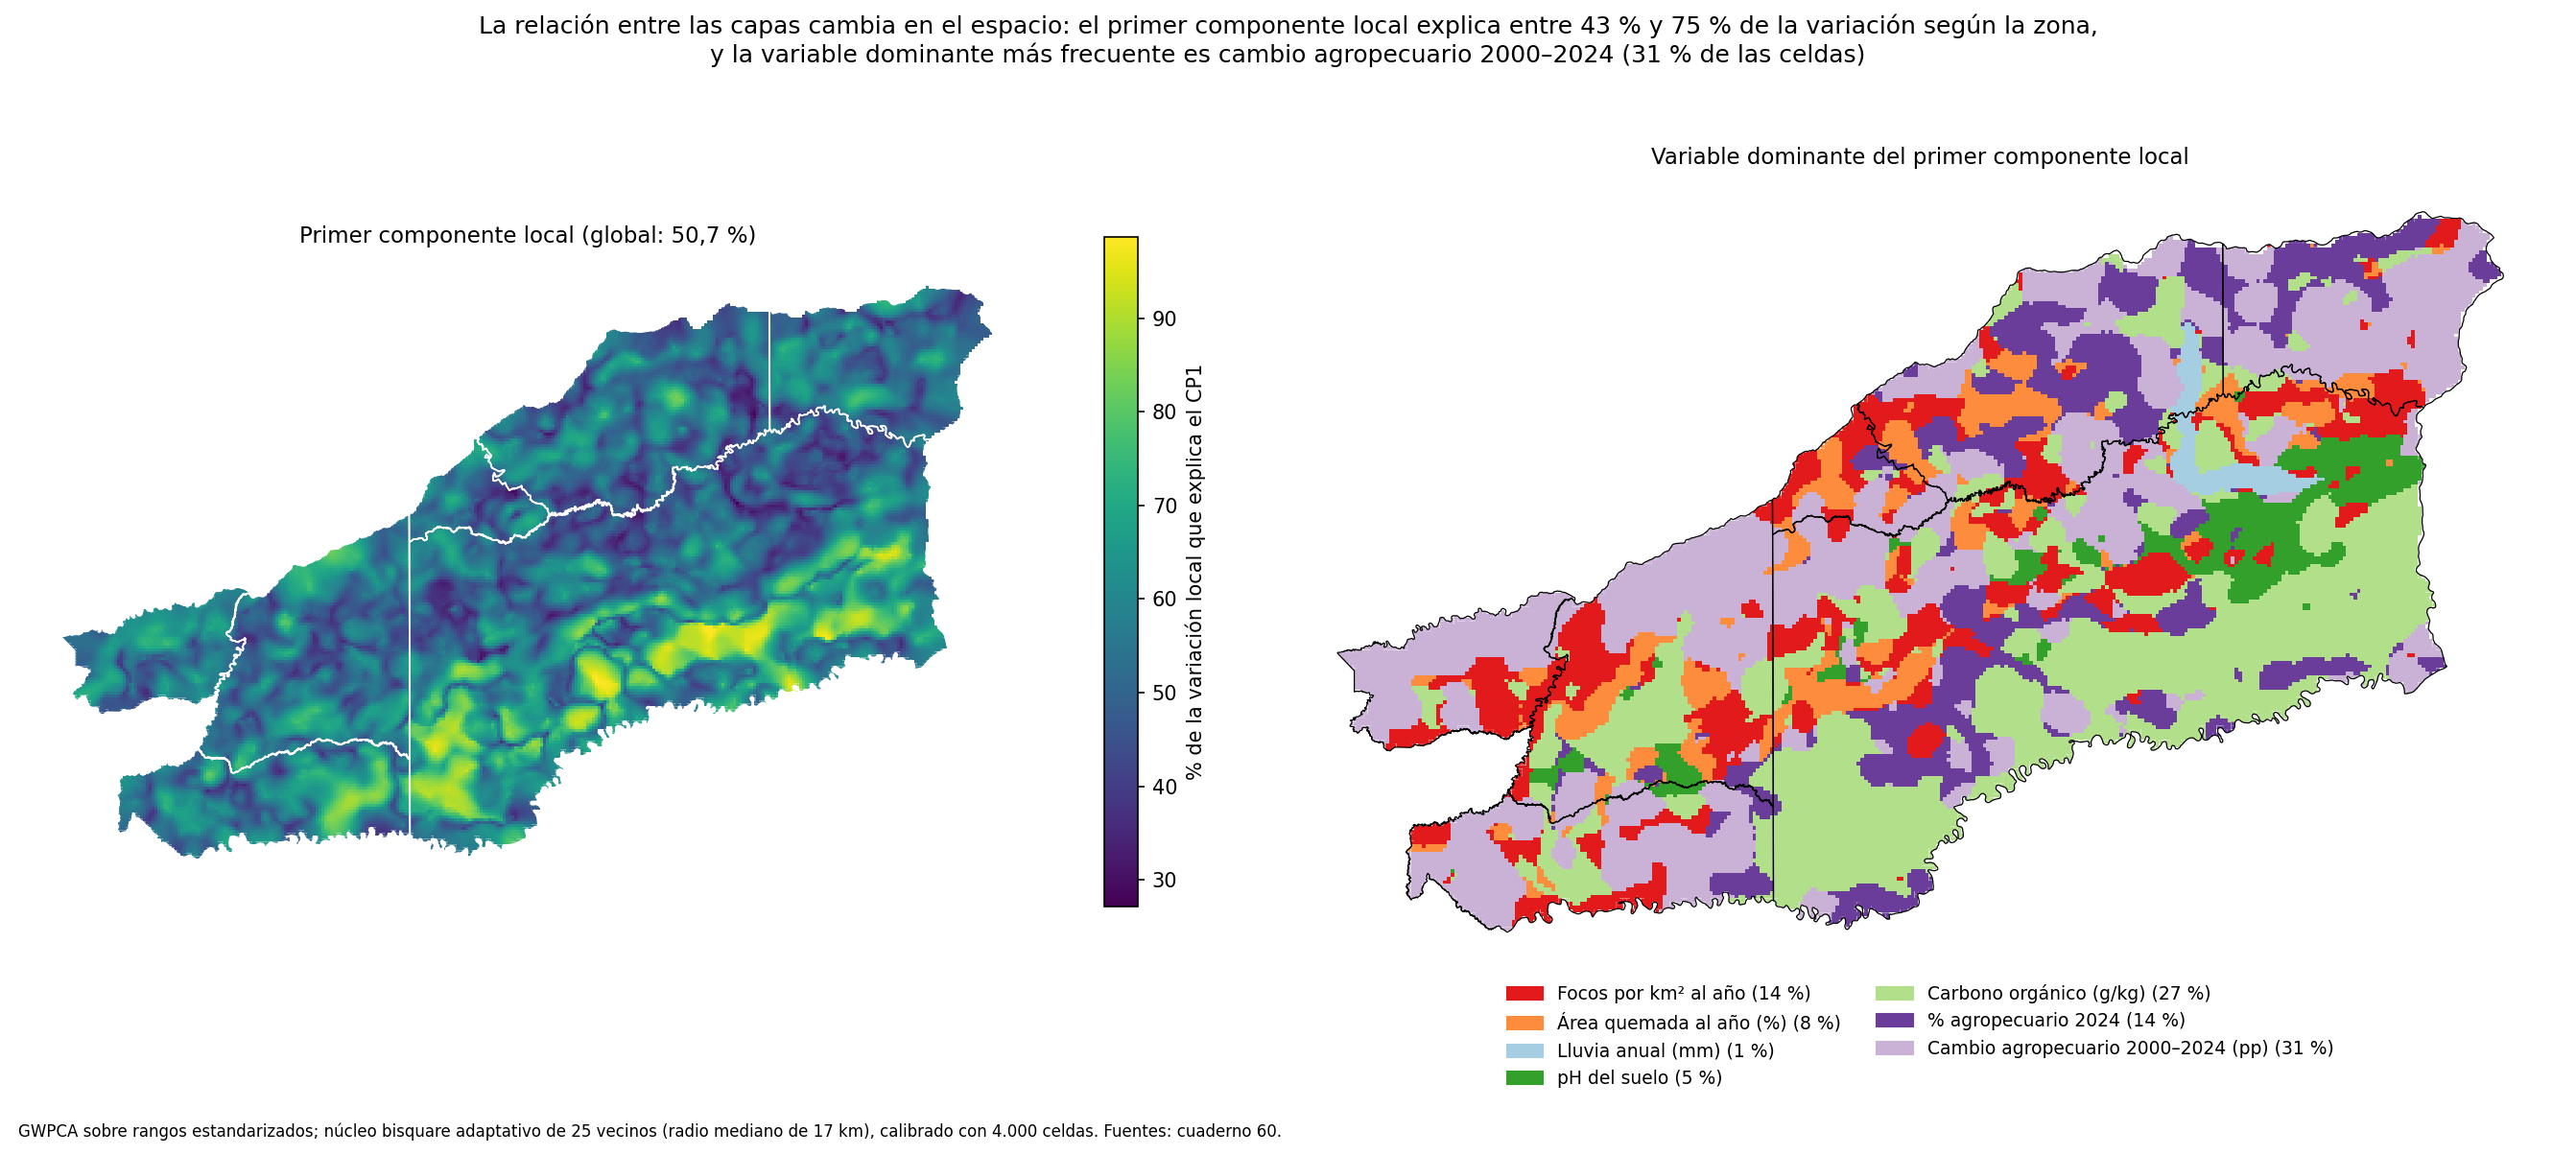 La relación entre las capas cambia en el espacio: el primer componente local explica entre 43 % y 75 % de la variación según la zona,
y la variable dominante más frecuente es cambio agropecuario 2000–2024 (31 % de las celdas)
Primer componente local (global: 50,7 %)
90
80
70
60
50
40
30
% de la variación local que explica el CP1
Variable dominante del primer componente local
Focos por km² al año (14 %)
Área quemada al año (%) (8 %)
Lluvia anual (mm) (1 %)
pH del suelo (5 %)
Carbono orgánico (g/kg) (27 %)
% agropecuario 2024 (14 %)
Cambio agropecuario 2000–2024 (pp) (31 %)
GWPCA sobre rangos estandarizados; núcleo bisquare adaptativo de 25 vecinos (radio mediano de 17 km), calibrado con 4.000 celdas. Fuentes: cuaderno 60.